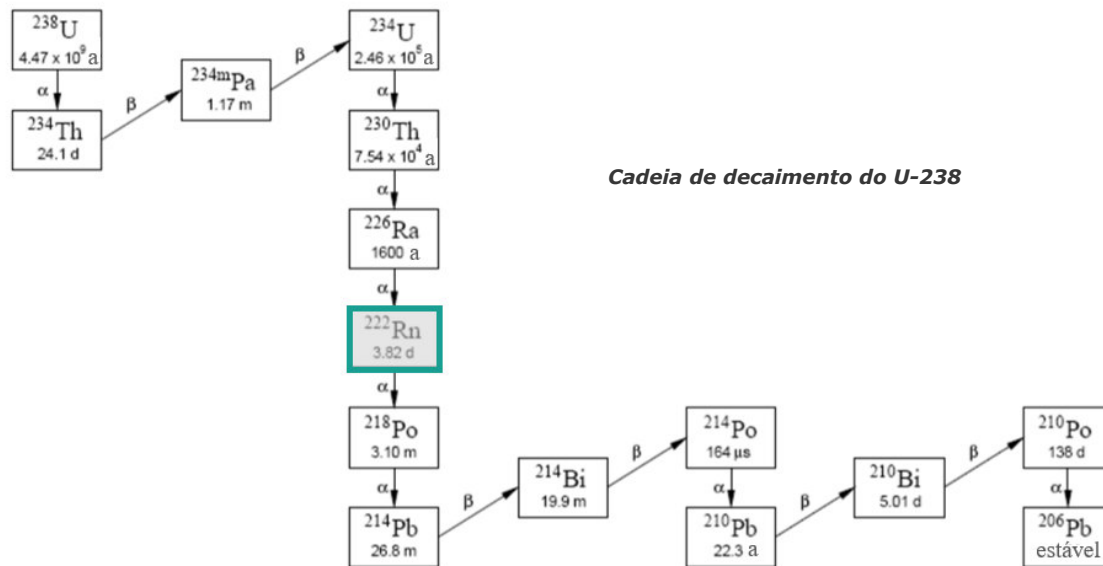 ²³⁸U
4.47 x 10⁹ a
α
²³⁴Th
24.1 d
β
²³⁴ᵐPa
1.17 m
β
²³⁴U
2.46 x 10⁵ a
α
²³⁰Th
7.54 x 10⁴ a
α
²²⁶Ra
1600 a
α
²²²Rn
3.82 d
α
²¹⁸Po
3.10 m
α
²¹⁴Pb
26.8 m
β
²¹⁴Bi
19.9 m
β
²¹⁴Po
164 µs
α
²¹⁰Pb
22.3 a
β
²¹⁰Bi
5.01 d
β
²¹⁰Po
138 d
α
²⁰⁶Pb
estável
Cadeia de decaimento do U-238